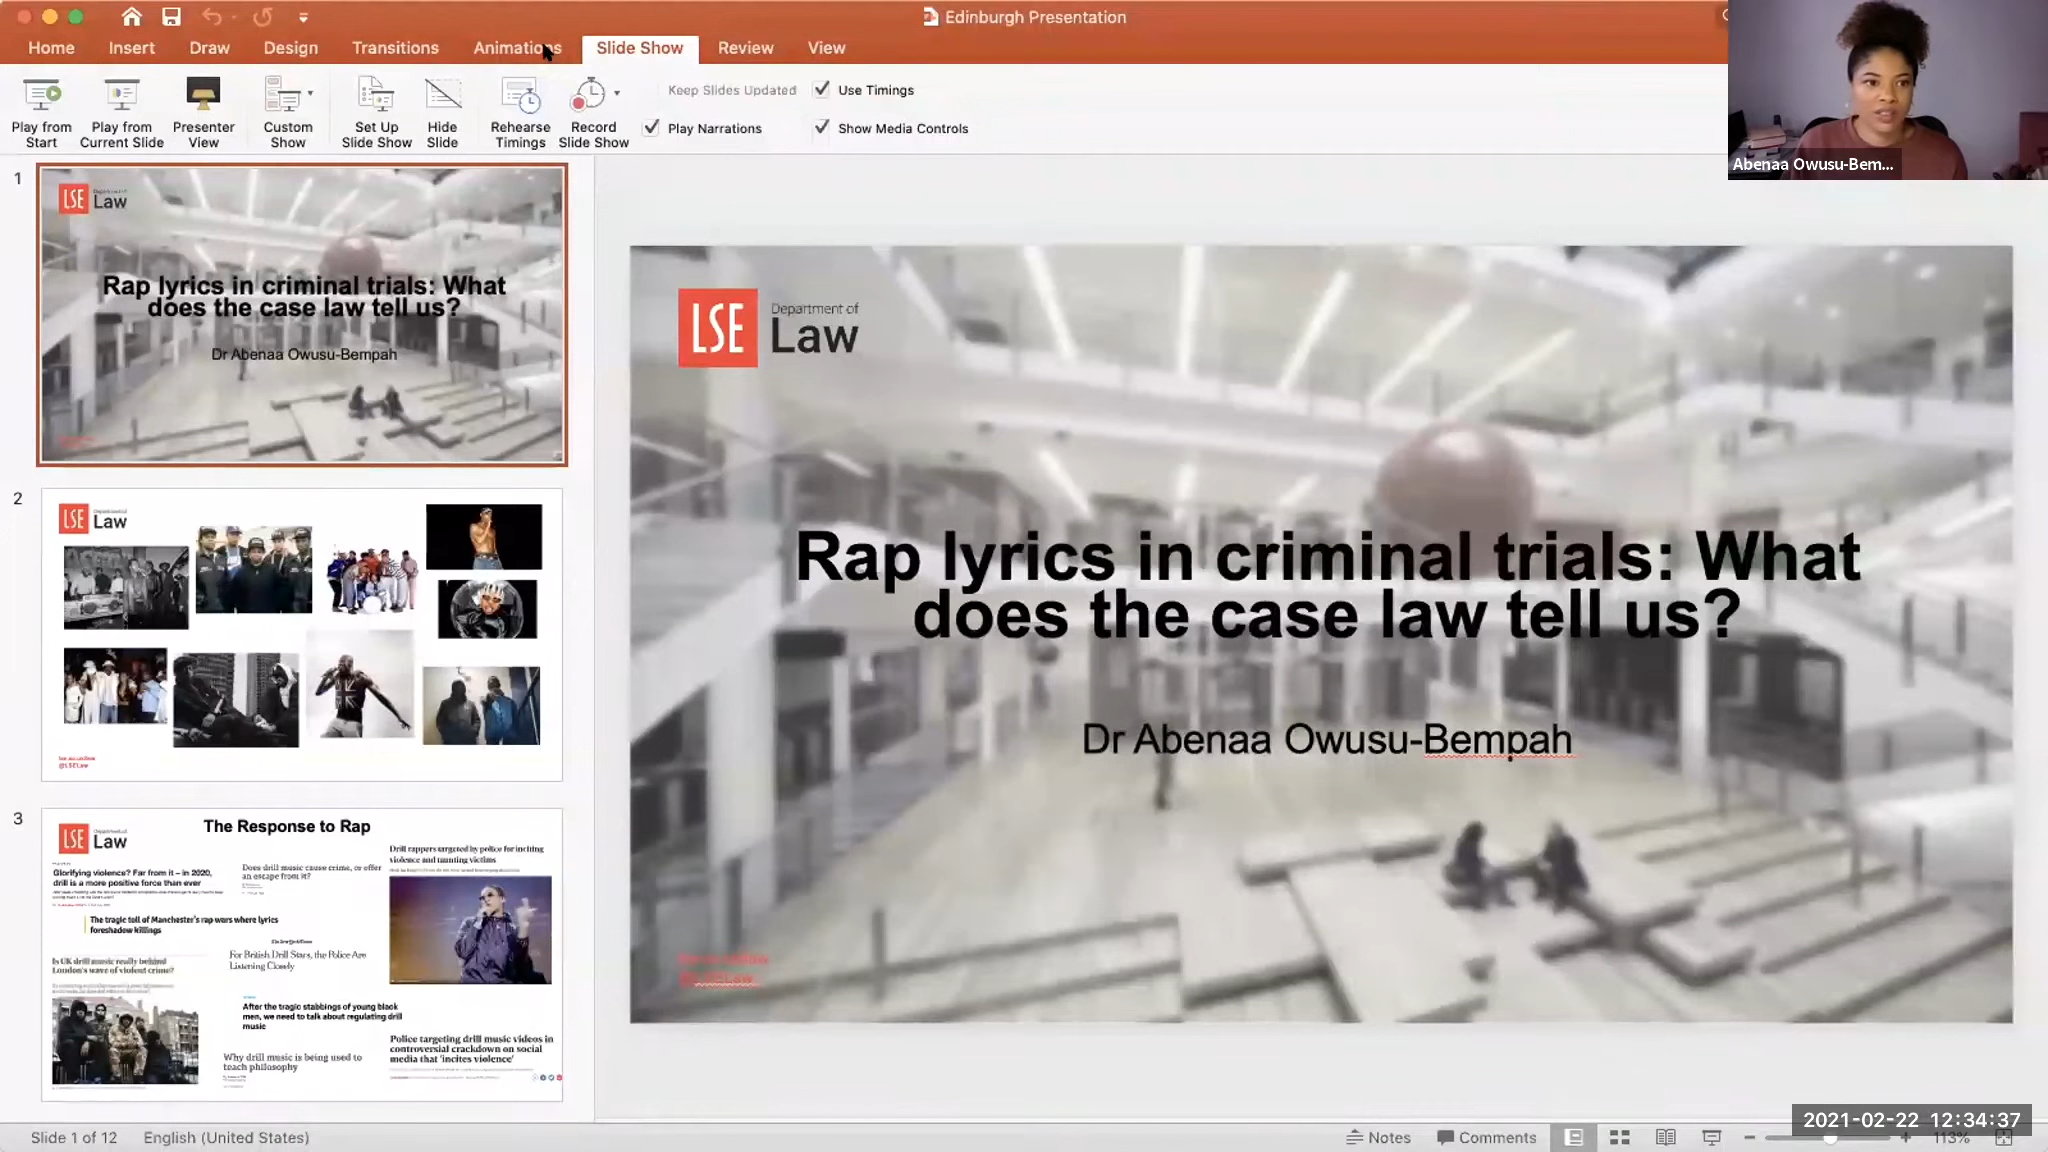 Edinburgh Presentation
Home Insert Draw Design Transitions Animations Slide Show Review View
Play from Start
Play from Current Slide
Presenter View
Custom Show
Set Up Slide Show
Hide Slide
Rehearse Timings
Record Slide Show
Keep Slides Updated
Use Timings
Play Narrations
Show Media Controls
Abenaa Owusu-Bem...
1
LSE Department of
Law
Rap lyrics in criminal trials: What
does the case law tell us?
Dr Abenaa Owusu-Bempah
2
LSE Department of
Law
@LSELaw
3
LSE Department of
Law
The Response to Rap
Glorifying violence? Far from it – in 2020,
drill is a more positive force than ever
Does drill music cause crime, or offer
an escape from it?
Drill rappers targeted by police for inciting
violence and taunting victims
The tragic toll of Manchester's rap wars where lyrics
foreshadow killings
For British Drill Stars, the Police Are
Listening Closely
Is UK drill music really behind
London's wave of violent crime?
After the tragic stabbings of young black
men, we need to talk about regulating drill
music
Why drill music is being used to
teach philosophy
Police targeting drill music videos in
controversial crackdown on social
media that 'incites violence'
LSE Department of
Law
Rap lyrics in criminal trials: What
does the case law tell us?
Dr Abenaa Owusu-Bempah
Slide 1 of 12 English (United States)
Notes Comments
113%
2021-02-22 12:34:37